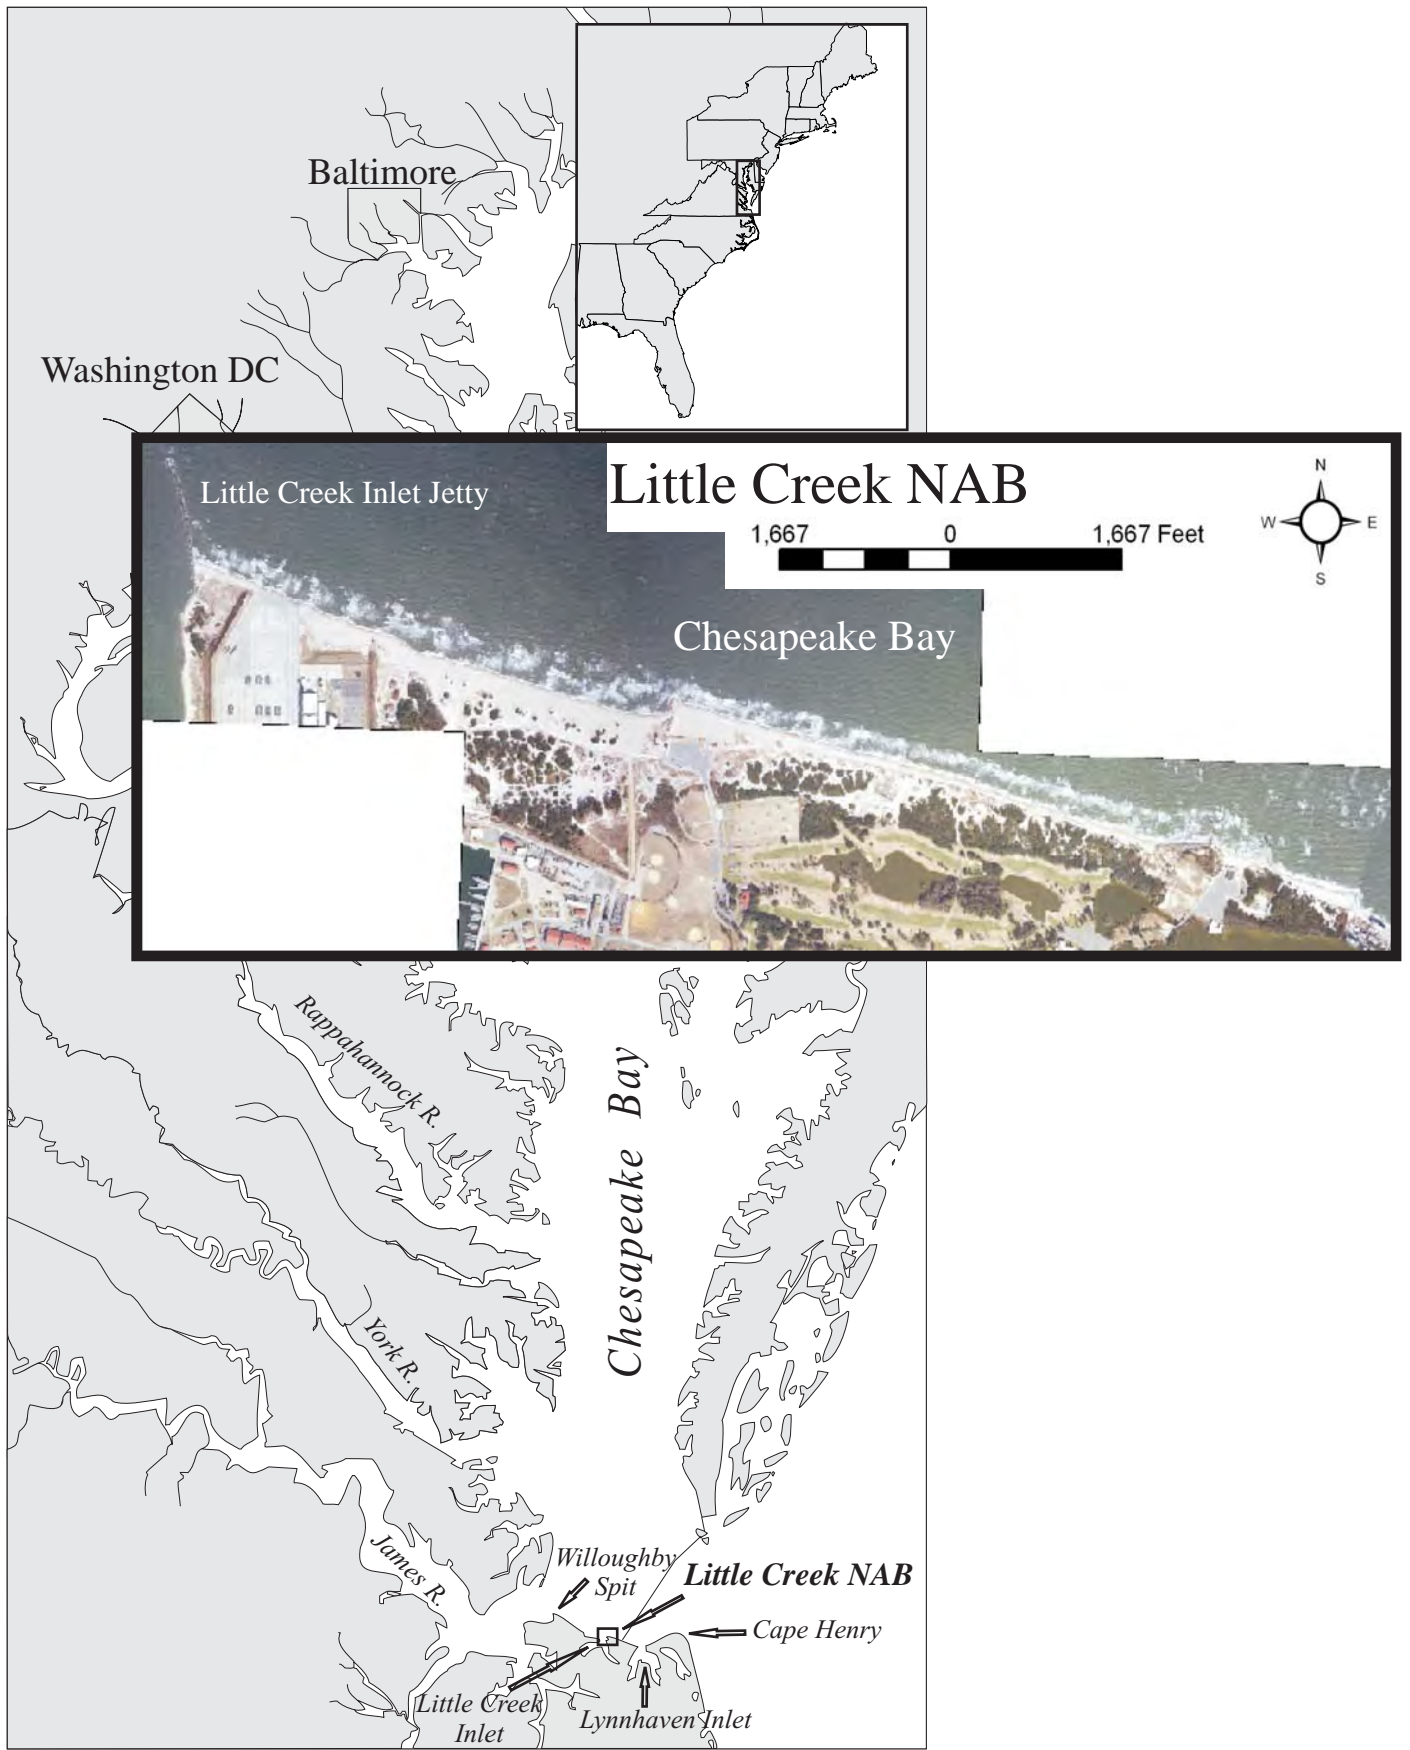 Baltimore
Washington DC
Little Creek Inlet Jetty
Little Creek NAB
N
W
E
S
1,667
0
1,667 Feet
Chesapeake Bay
Rappahannock R.
Chesapeake Bay
York R.
James R.
Willoughby
Spit
Little Creek NAB
Cape Henry
Little Creek
Inlet
Lynnhaven Inlet